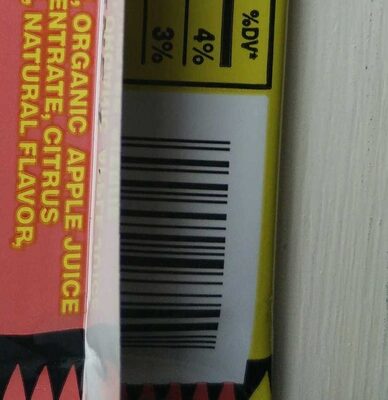 , ORGANIC APPLE JUICE
ENTRATE, CITRUS
, NATURAL FLAVOR,
%DV*
4%
3%